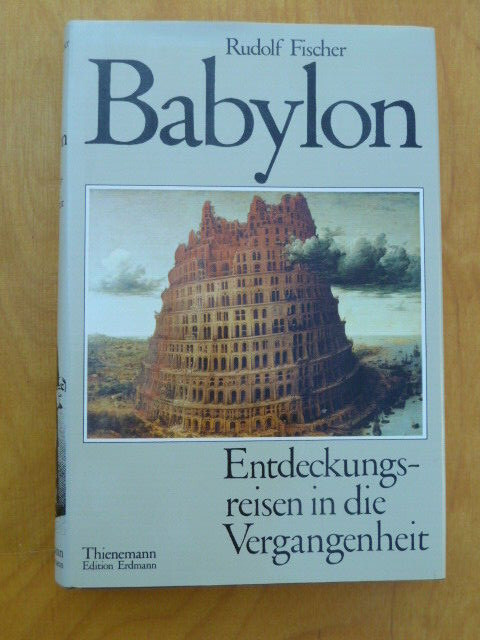 Rudolf Fischer
Babylon
Entdeckungs-
reisen in die
Vergangenheit
Thienemann
Edition Erdmann